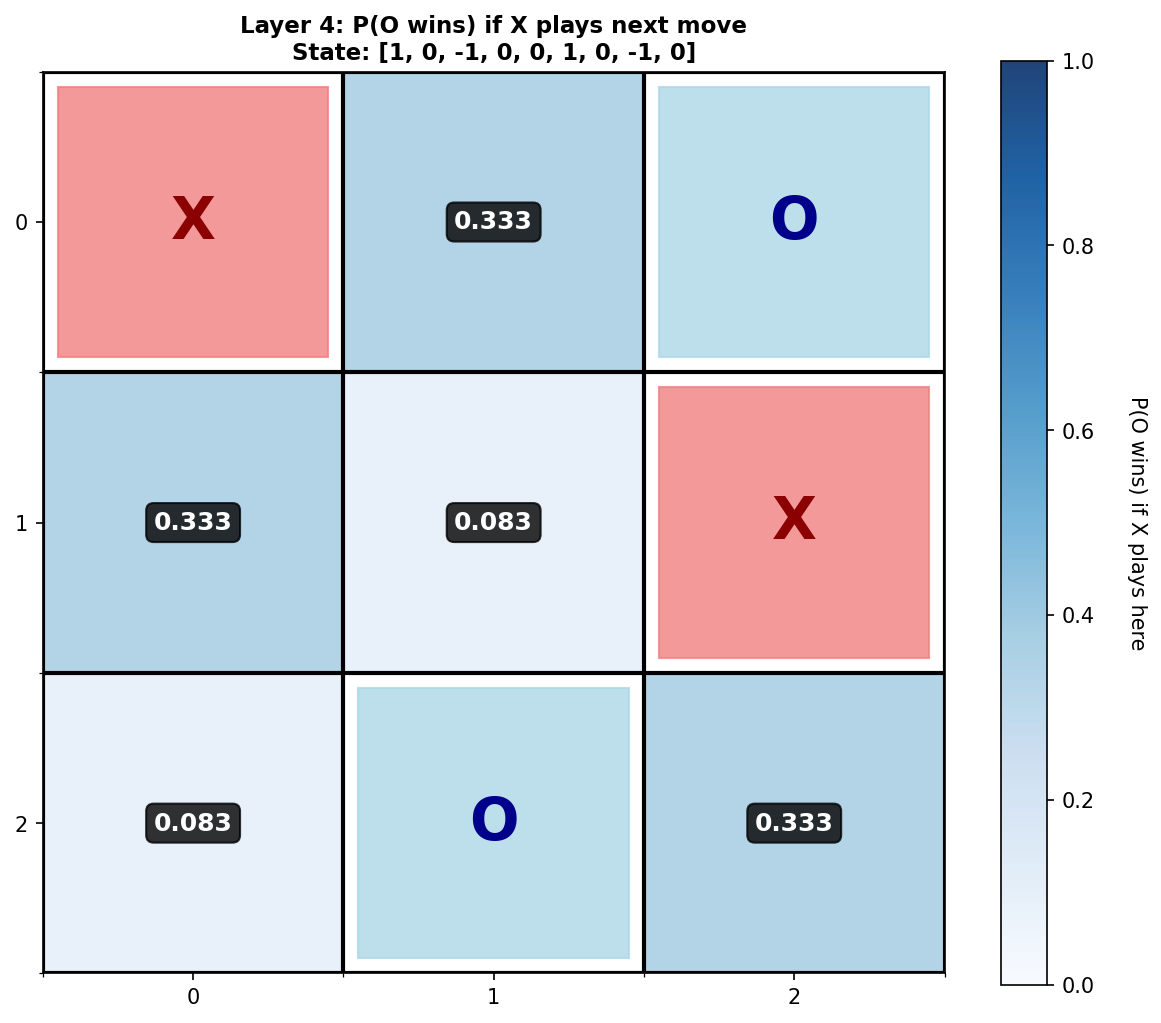 Layer 4: P(O wins) if X plays next move
State: [1, 0, -1, 0, 0, 1, 0, -1, 0]
0
X
0.333
O
1
0.333
0.083
X
2
0.083
O
0.333
0
1
2
1.0
0.8
0.6
0.4
0.2
0.0
P(O wins) if X plays here